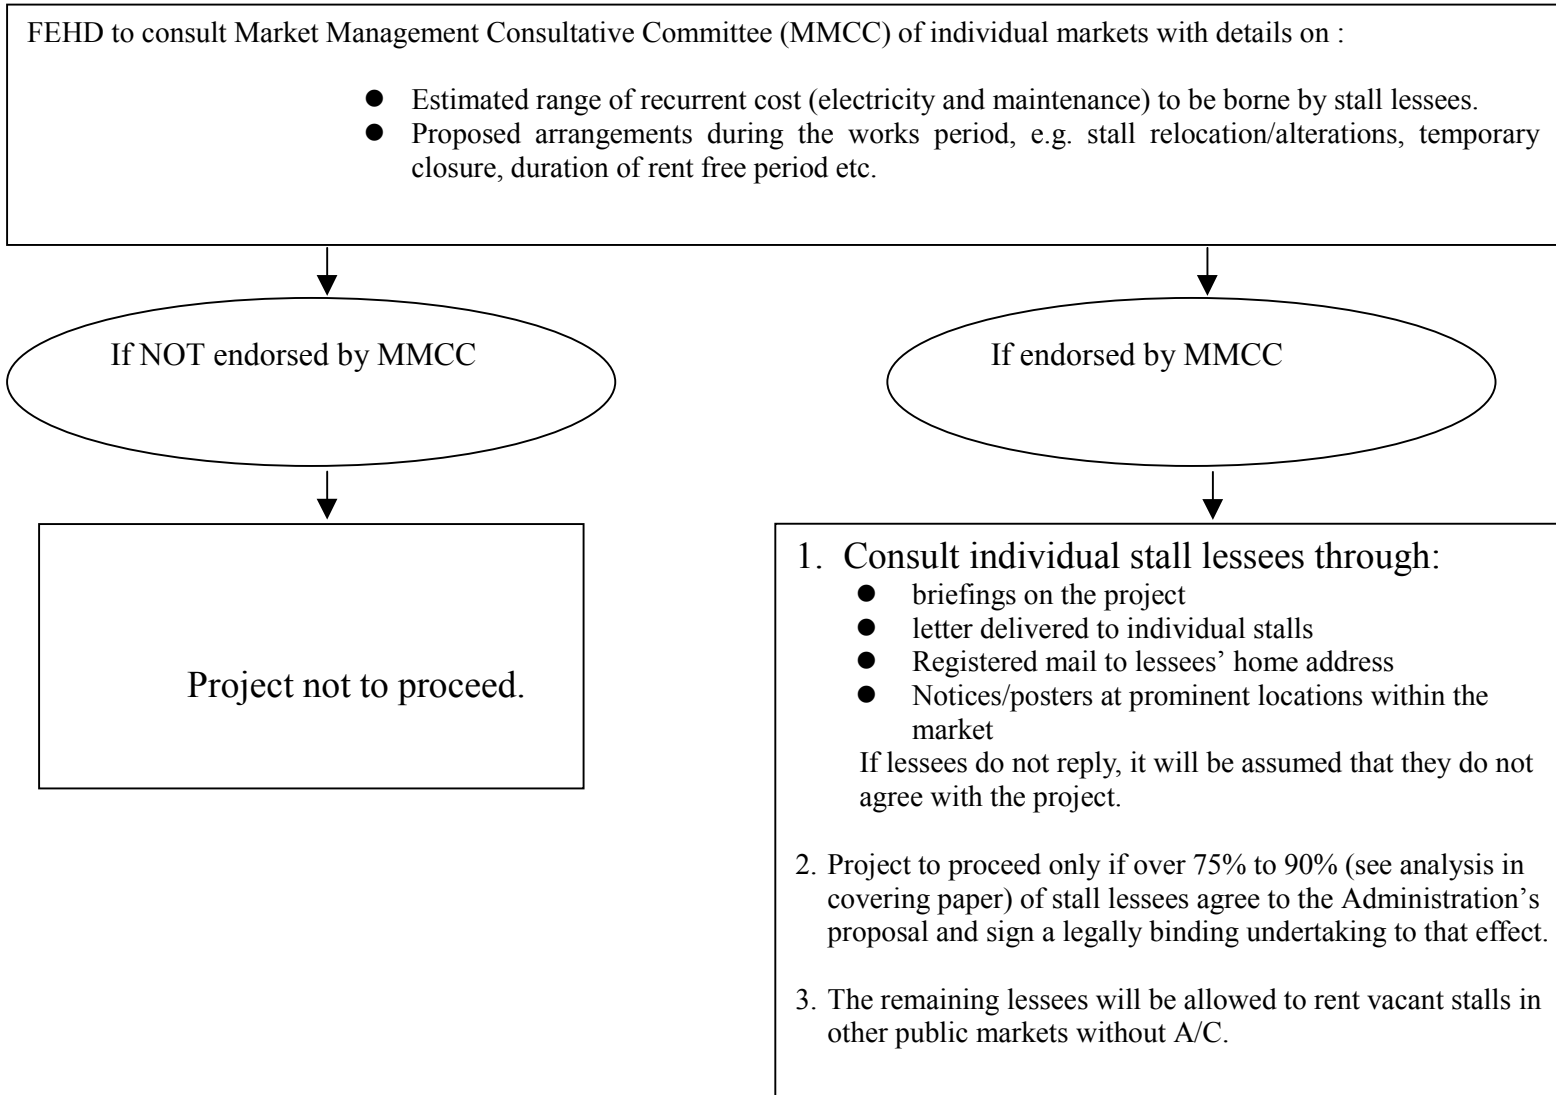 FEHD to consult Market Management Consultative Committee (MMCC) of individual markets with details on :
● Estimated range of recurrent cost (electricity and maintenance) to be borne by stall lessees.
● Proposed arrangements during the works period, e.g. stall relocation/alterations, temporary
closure, duration of rent free period etc.
If NOT endorsed by MMCC
If endorsed by MMCC
Project not to proceed.
1. Consult individual stall lessees through:
● briefings on the project
● letter delivered to individual stalls
● Registered mail to lessees’ home address
● Notices/posters at prominent locations within the
market
If lessees do not reply, it will be assumed that they do not
agree with the project.
2. Project to proceed only if over 75% to 90% (see analysis in
covering paper) of stall lessees agree to the Administration’s
proposal and sign a legally binding undertaking to that effect.
3. The remaining lessees will be allowed to rent vacant stalls in
other public markets without A/C.